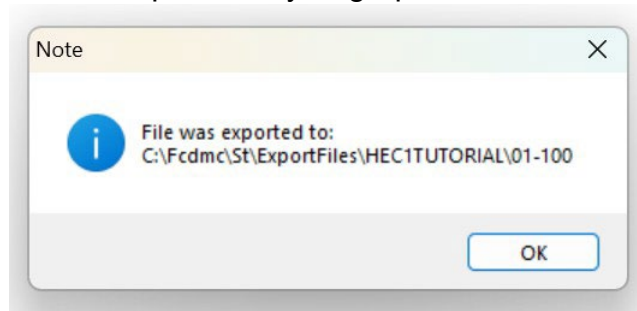 Note
File was exported to:
C:\Fcdmc\St\ExportFiles\HEC1TUTORIAL\01-100
OK